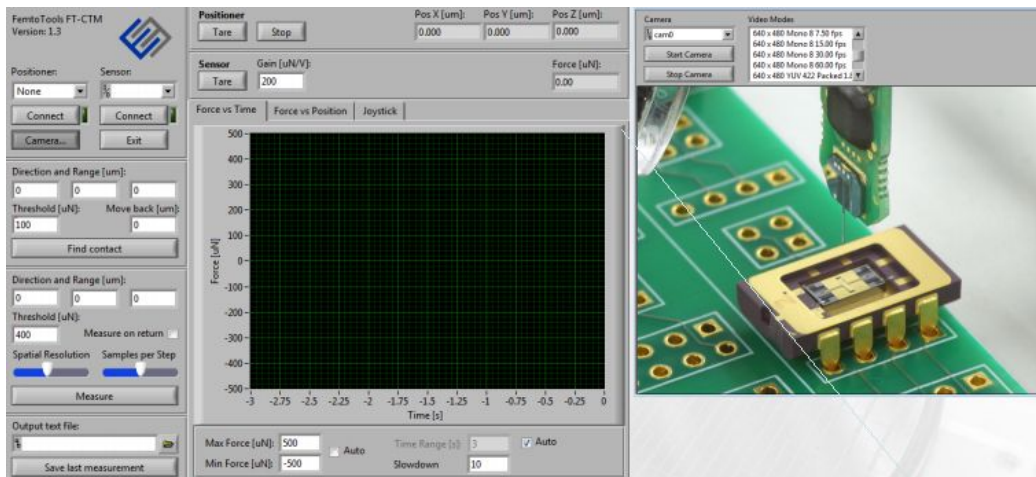 FemtoTools FT-CTM
Version: 1.3
Positioner: Sensor:
None
Connect Connect
Camera... Exit
Direction and Range [um]:
0 0 0
Threshold [uN]: Move back [um]:
100 0
Find contact
Direction and Range [um]:
0 0 0
Threshold [uN]:
400 Measure on return
Spatial Resolution Samples per Step
Measure
Output text file:
Save last measurement
Positioner Pos X [um]: Pos Y [um]: Pos Z [um]:
Tare Stop 0.000 0.000 0.000
Sensor Gain [uN/V]: Force [uN]:
Tare 200 0.00
Force vs Time Force vs Position Joystick
Force [uN]
500
400
300
200
100
0
-100
-200
-300
-400
-500
-3 -2.75 -2.5 -2.25 -2 -1.75 -1.5 -1.25 -1 -0.75 -0.5 -0.25 0
Time [s]
Max Force [uN]: 500 Auto Time Range [s]: 3 Auto
Min Force [uN]: -500 Slowdown 10
Camera Video Modes
cam0
Start Camera
Stop Camera
640 x 480 Mono 8 7.50 fps
640 x 480 Mono 8 15.00 fps
640 x 480 Mono 8 30.00 fps
640 x 480 Mono 8 60.00 fps
640 x 480 YUV 422 Packed